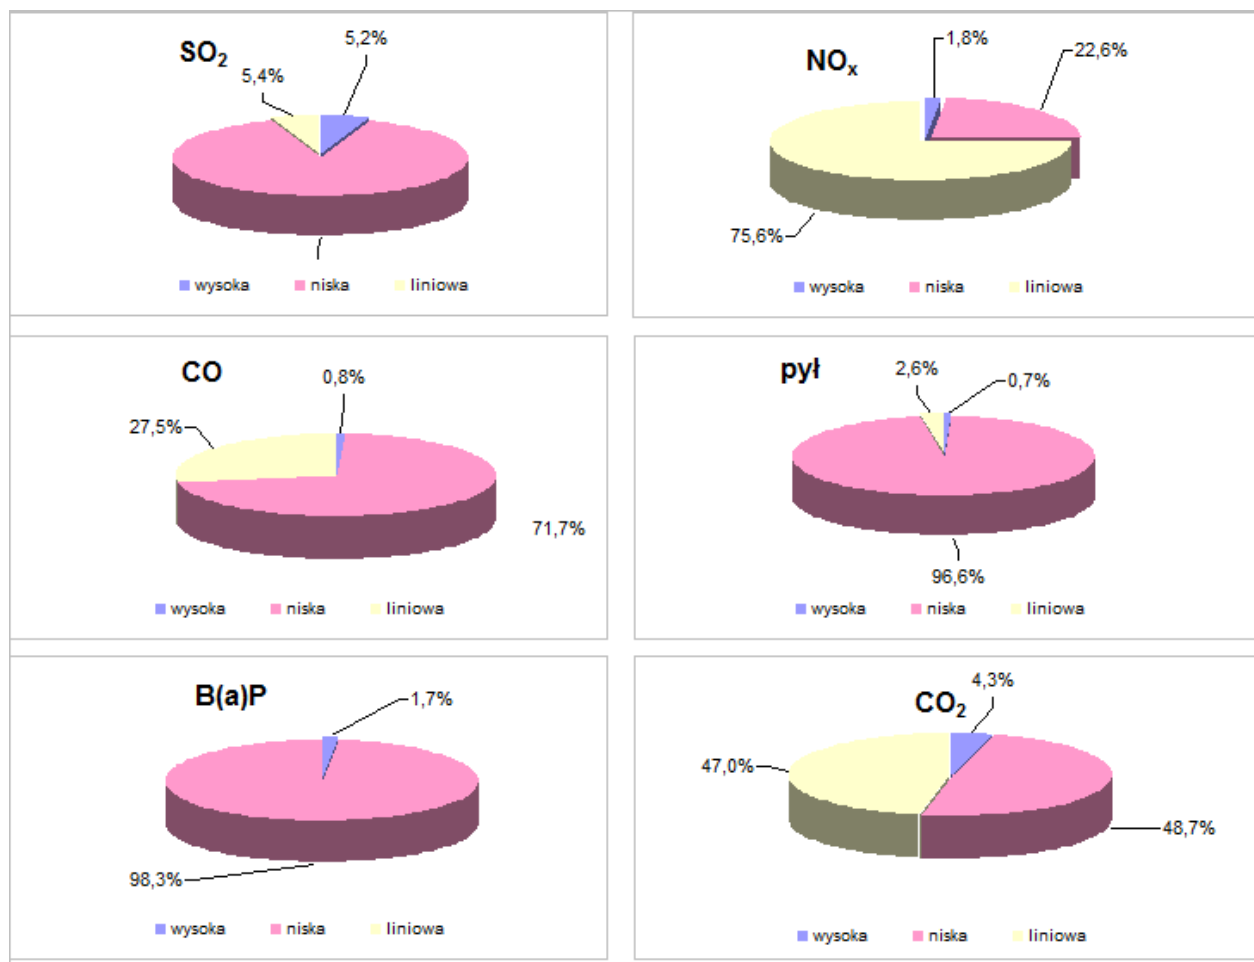 SO₂
5,2%
5,4%
wysoka niska liniowa
NOₓ
1,8%
22,6%
75,6%
wysoka niska liniowa
CO
0,8%
27,5%
71,7%
wysoka niska liniowa
pył
2,6%
0,7%
96,6%
wysoka niska liniowa
B(a)P
1,7%
98,3%
wysoka niska liniowa
CO₂
4,3%
47,0%
48,7%
wysoka niska liniowa